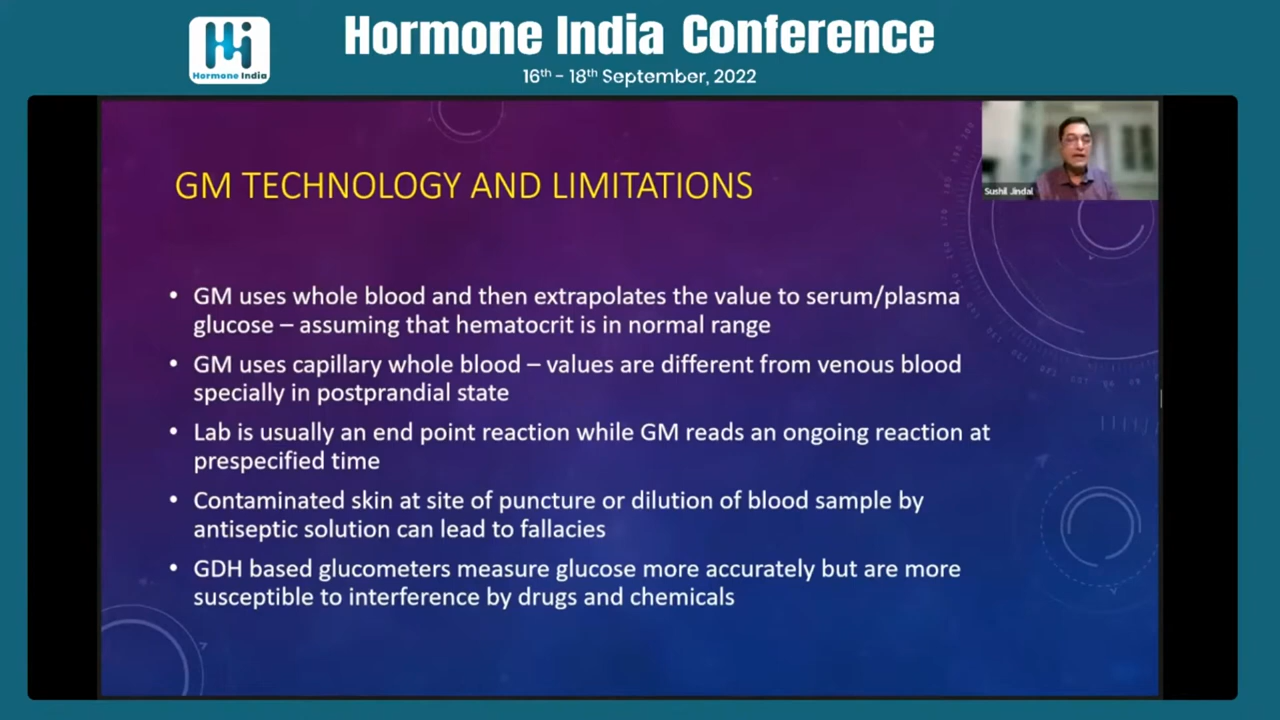 Hormone India Conference
16th - 18th September, 2022
Hi
Hormone India
Sushil Jindal
GM TECHNOLOGY AND LIMITATIONS
• GM uses whole blood and then extrapolates the value to serum/plasma
glucose – assuming that hematocrit is in normal range
• GM uses capillary whole blood – values are different from venous blood
specially in postprandial state
• Lab is usually an end point reaction while GM reads an ongoing reaction at
prespecified time
• Contaminated skin at site of puncture or dilution of blood sample by
antiseptic solution can lead to fallacies
• GDH based glucometers measure glucose more accurately but are more
susceptible to interference by drugs and chemicals